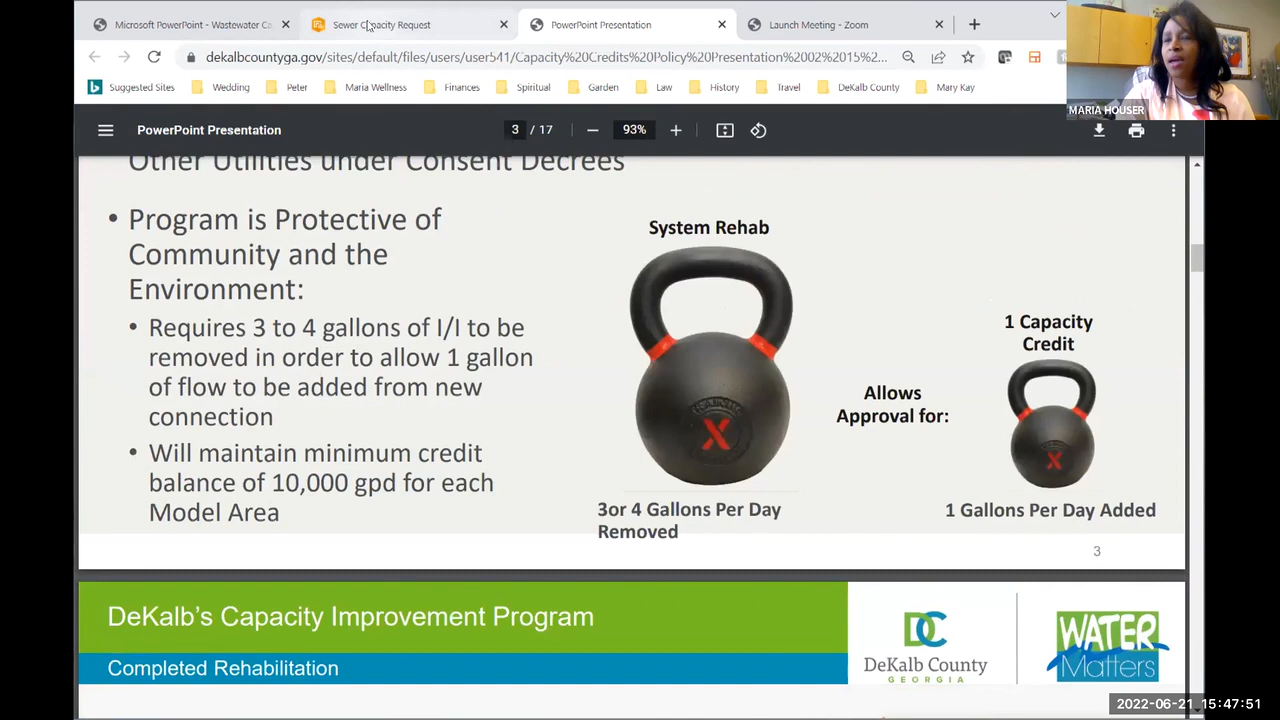 Microsoft PowerPoint - Wastewater Ca
Sewer Capacity Request
PowerPoint Presentation
Launch Meeting - Zoom
dekalbcountyga.gov/sites/default/files/users/user541/Capacity%20Credits%20Policy%20Presentation%2002%2015%2...
Suggested Sites
Wedding
Peter
Maria Wellness
Finances
Spiritual
Garden
Law
History
Travel
DeKalb County
Mary Kay
MARIA HOUSER
PowerPoint Presentation
3 / 17
93%
Other Utilities under Consent Decrees
• Program is Protective of
Community and the
Environment:
• Requires 3 to 4 gallons of I/I to be
removed in order to allow 1 gallon
of flow to be added from new
connection
• Will maintain minimum credit
balance of 10,000 gpd for each
Model Area
System Rehab
X
3or 4 Gallons Per Day
Removed
Allows
Approval for:
1 Capacity
Credit
X
1 Gallons Per Day Added
3
DeKalb's Capacity Improvement Program
Completed Rehabilitation
DC
DeKalb County
GEORGIA
WATER
Matters
2022-06-21 15:47:51